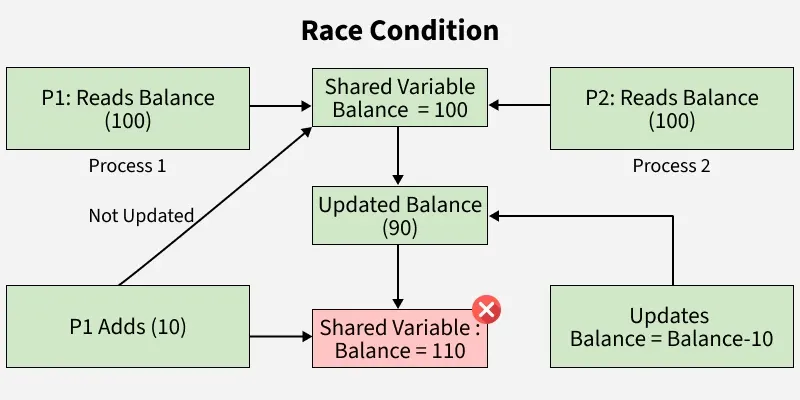 Race Condition
P1: Reads Balance
(100)
Shared Variable
Balance = 100
P2: Reads Balance
(100)
Process 1
Process 2
Not Updated
Updated Balance
(90)
P1 Adds (10)
Shared Variable :
Balance = 110
Updates
Balance = Balance-10